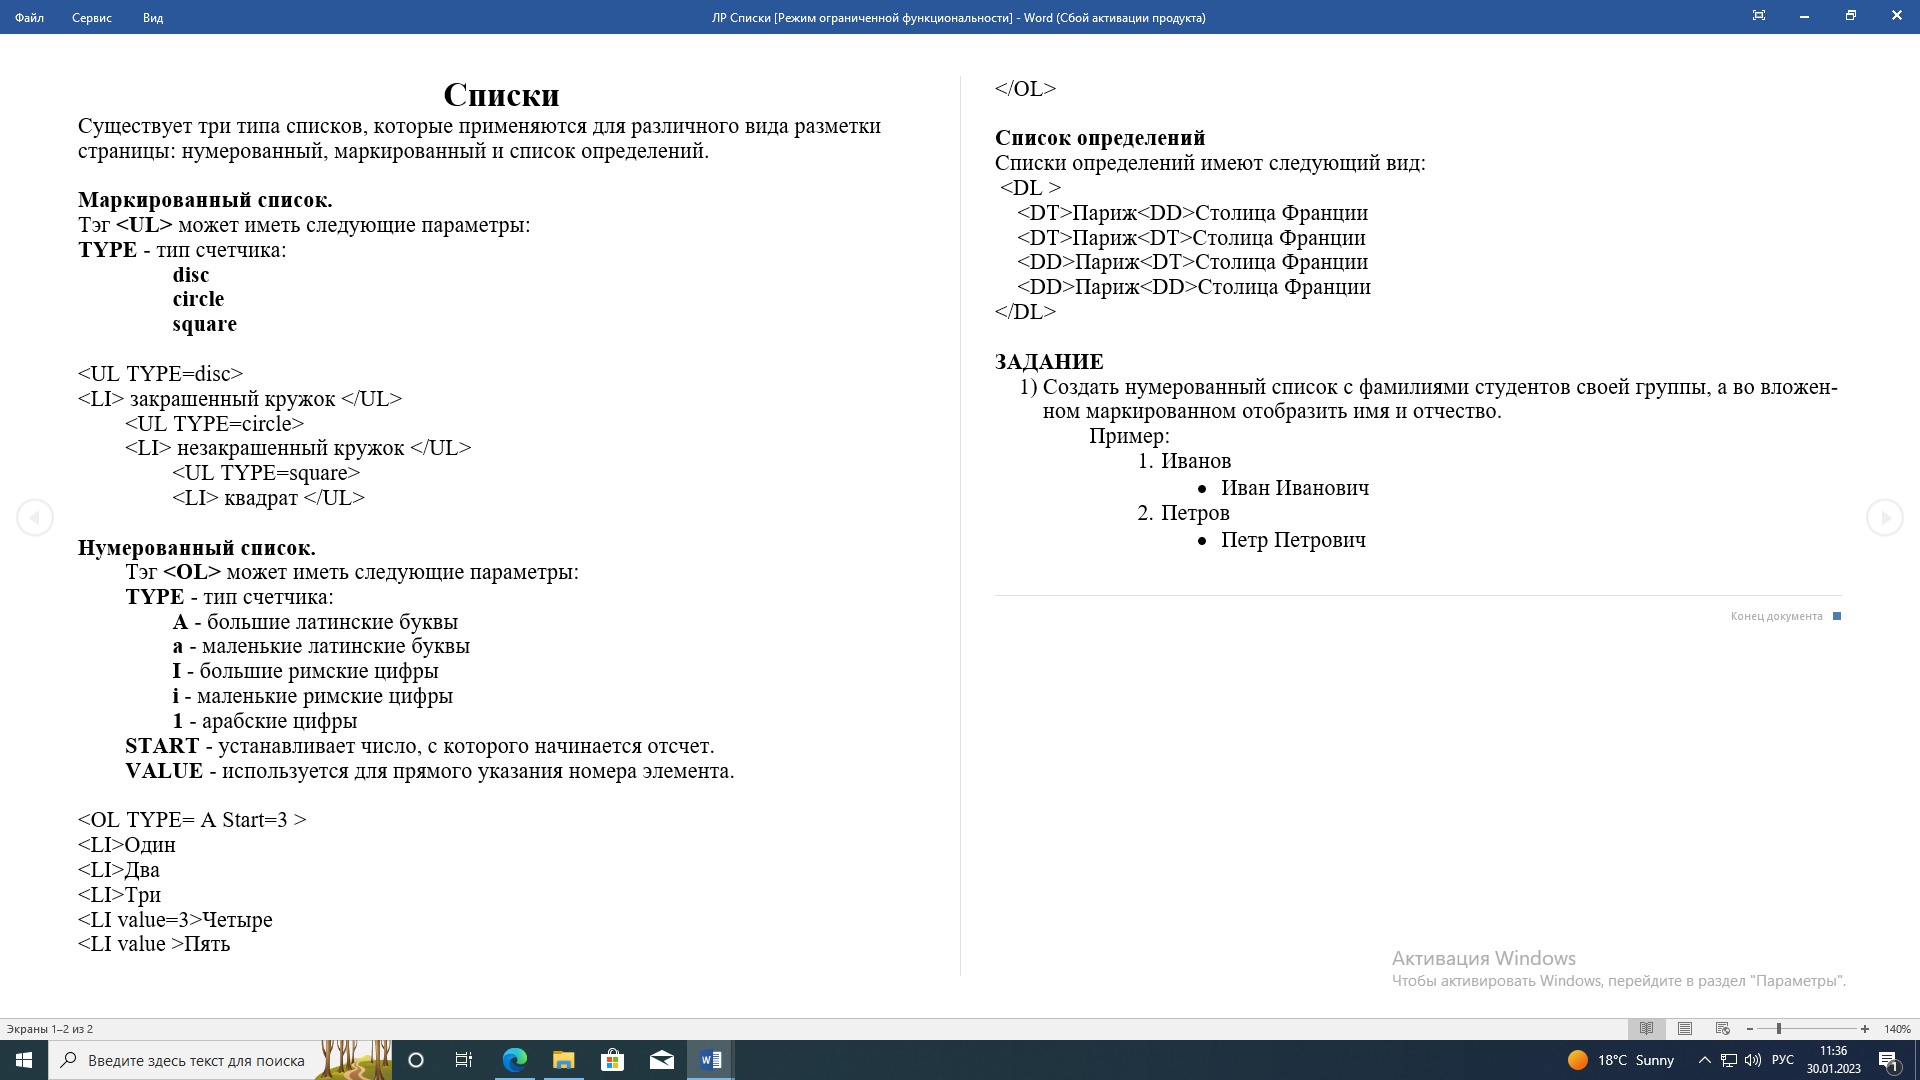 Файл Сервис Вид
ЛР Списки [Режим ограниченной функциональности] - Word (Сбой активации продукта)
Списки
Существует три типа списков, которые применяются для различного вида разметки
страницы: нумерованный, маркированный и список определений.
Маркированный список.
Тэг <UL> может иметь следующие параметры:
TYPE - тип счетчика:
disc
circle
square
<UL TYPE=disc>
<LI> закрашенный кружок </UL>
<UL TYPE=circle>
<LI> незакрашенный кружок </UL>
<UL TYPE=square>
<LI> квадрат </UL>
Нумерованный список.
Тэг <OL> может иметь следующие параметры:
TYPE - тип счетчика:
A - большие латинские буквы
a - маленькие латинские буквы
I - большие римские цифры
i - маленькие римские цифры
1 - арабские цифры
START - устанавливает число, с которого начинается отсчет.
VALUE - используется для прямого указания номера элемента.
<OL TYPE= A Start=3 >
<LI>Один
<LI>Два
<LI>Три
<LI value=3>Четыре
<LI value >Пять
</OL>
Список определений
Списки определений имеют следующий вид:
<DL >
<DT>Париж<DD>Столица Франции
<DT>Париж<DT>Столица Франции
<DD>Париж<DT>Столица Франции
<DD>Париж<DD>Столица Франции
</DL>
ЗАДАНИЕ
1) Создать нумерованный список с фамилиями студентов своей группы, а во вложен-
ном маркированном отобразить имя и отчество.
Пример:
1. Иванов
• Иван Иванович
2. Петров
• Петр Петрович
Конец документа
Активация Windows
Чтобы активировать Windows, перейдите в раздел "Параметры".
Экраны 1–2 из 2
140%
Введите здесь текст для поиска
18°C Sunny
РУС
11:36
30.01.2023
1